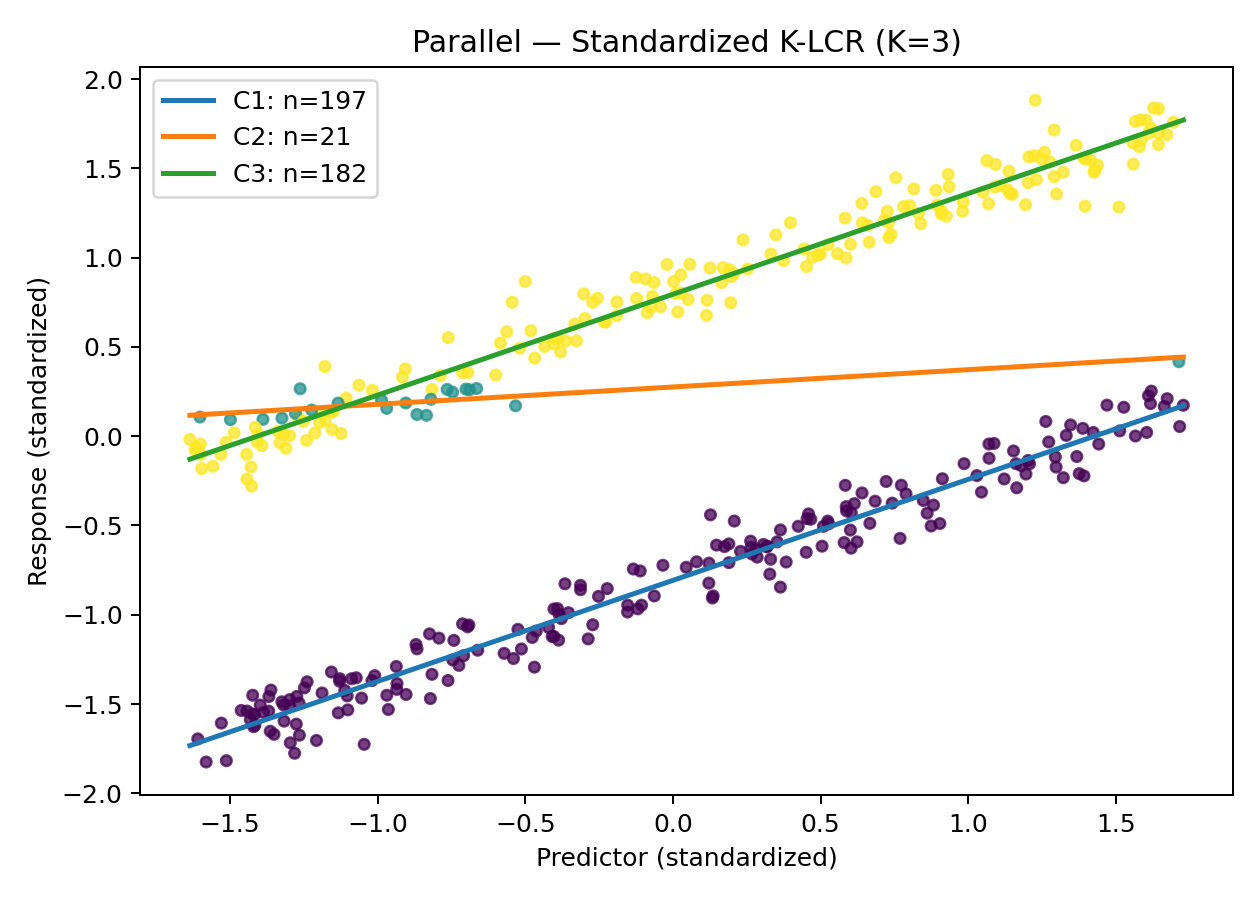 Parallel — Standardized K-LCR (K=3)
C1: n=197
C2: n=21
C3: n=182
Response (standardized)
2.0
1.5
1.0
0.5
0.0
−0.5
−1.0
−1.5
−2.0
−1.5 −1.0 −0.5 0.0 0.5 1.0 1.5
Predictor (standardized)